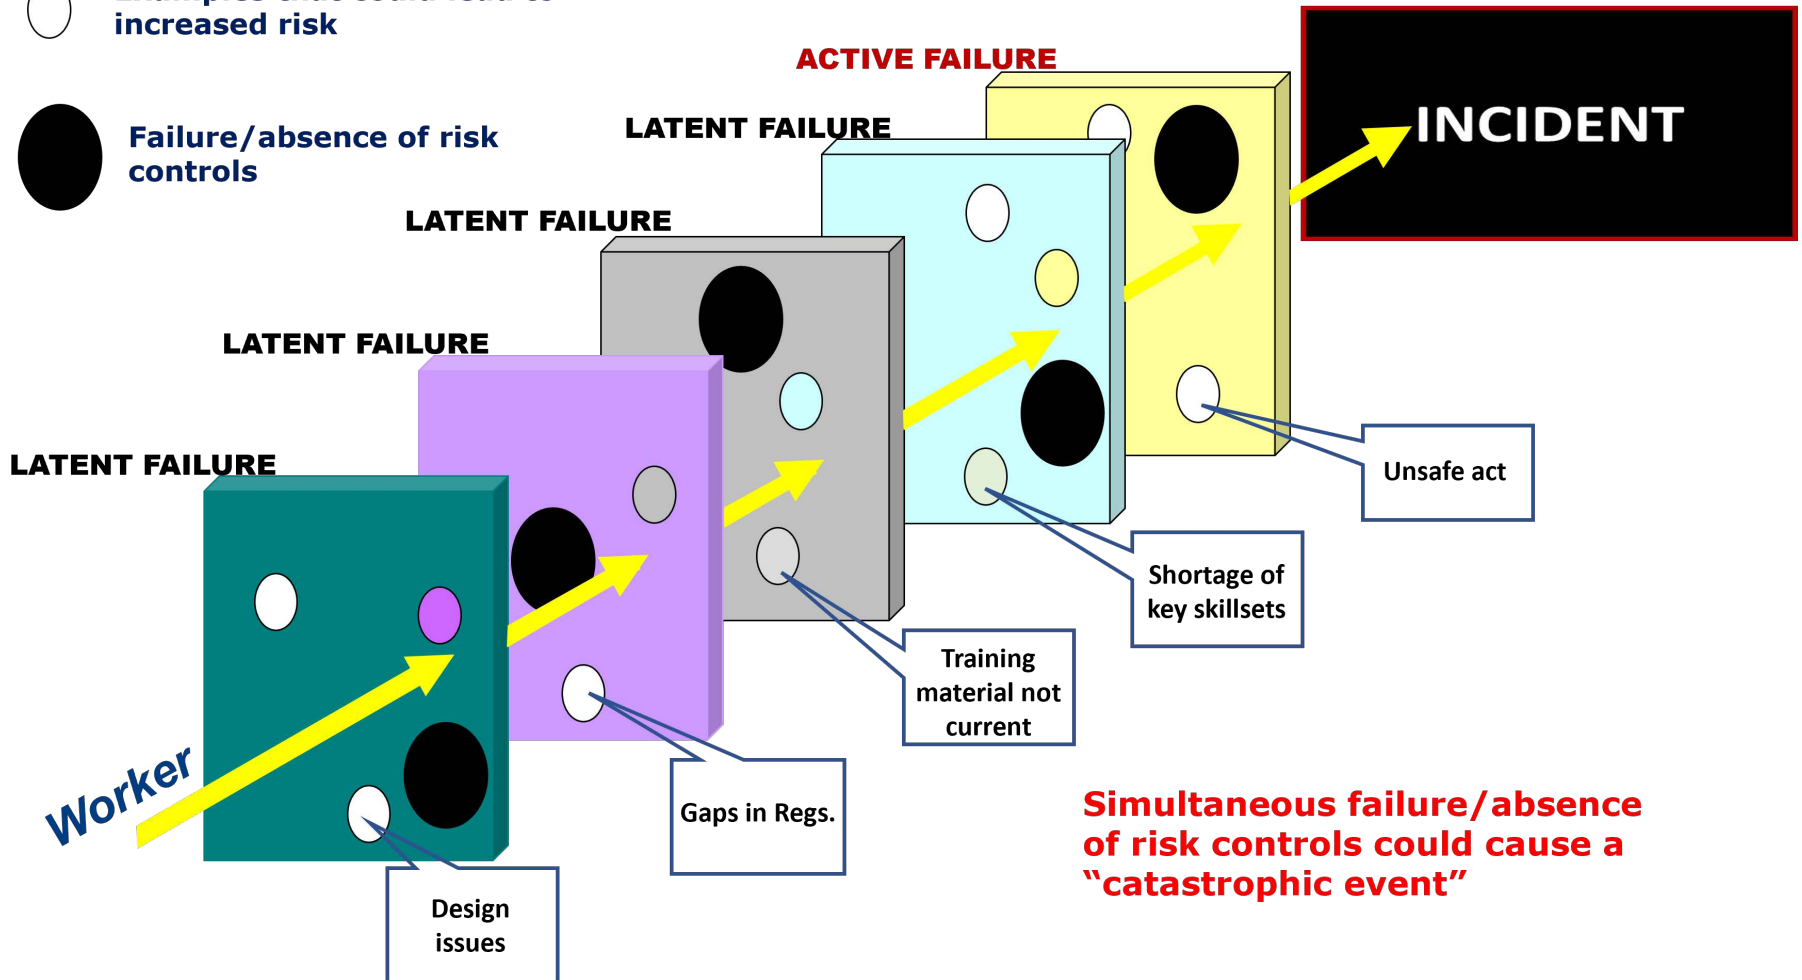 increased risk
Failure/absence of risk
controls
ACTIVE FAILURE
LATENT FAILURE
LATENT FAILURE
LATENT FAILURE
LATENT FAILURE
INCIDENT
Worker
Unsafe act
Shortage of
key skillsets
Training
material not
current
Gaps in Regs.
Design
issues
Simultaneous failure/absence
of risk controls could cause a
“catastrophic event”